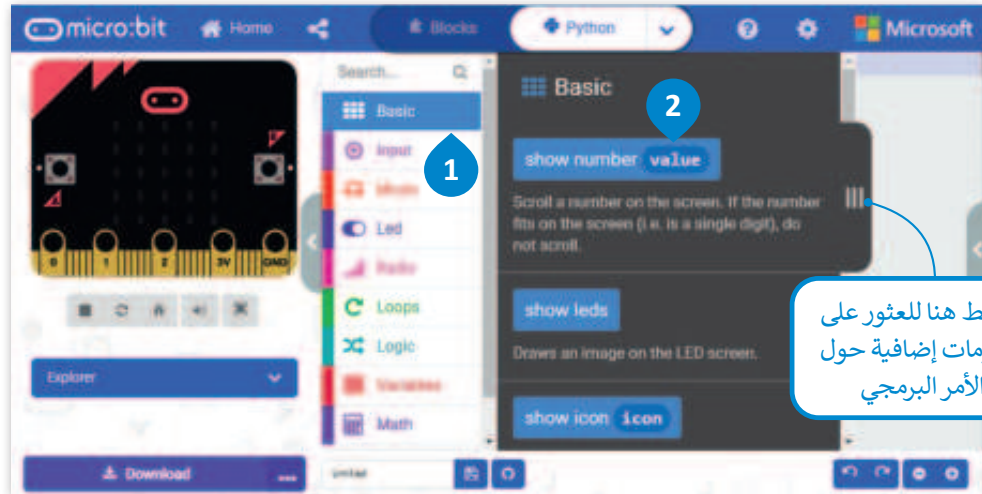 micro:bit
Home
Blocks
Python
Microsoft
Search...
Basic
Input
Music
Led
Radio
Loops
Logic
Variables
Math
1
Basic
2
show number value
Scroll a number on the screen. If the number
fits on the screen (i.e. is a single digit), do
not scroll.
show leds
Draws an image on the LED screen.
show icon icon
هنا للعثور على
إضافية حول
الأمر البرمجي
0
1
2
3V
GND
Explorer
Download
...